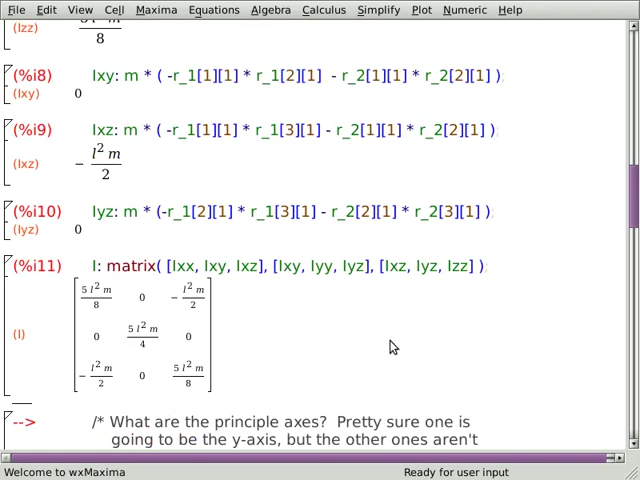 File Edit View Cell Maxima Equations Algebra Calculus Simplify Plot Numeric Help
(Izz)
8
(%i8) Ixy: m * ( -r_1[1][1] * r_1[2][1] - r_2[1][1] * r_2[2][1] );
(Ixy) 0
(%i9) Ixz: m * ( -r_1[1][1] * r_1[3][1] - r_2[1][1] * r_2[2][1] );
(Ixz) - l^2 m / 2
(%i10) Iyz: m * (-r_1[2][1] * r_1[3][1] - r_2[2][1] * r_2[3][1] );
(Iyz) 0
(%i11) I: matrix( [Ixx, Ixy, Ixz], [Ixy, Iyy, Iyz], [Ixz, Iyz, Izz] );
5 l^2 m / 8 0 - l^2 m / 2
(I) 0 5 l^2 m / 4 0
- l^2 m / 2 0 5 l^2 m / 8
--> /* What are the principle axes? Pretty sure one is
going to be the y-axis, but the other ones aren't
Welcome to wxMaxima Ready for user input